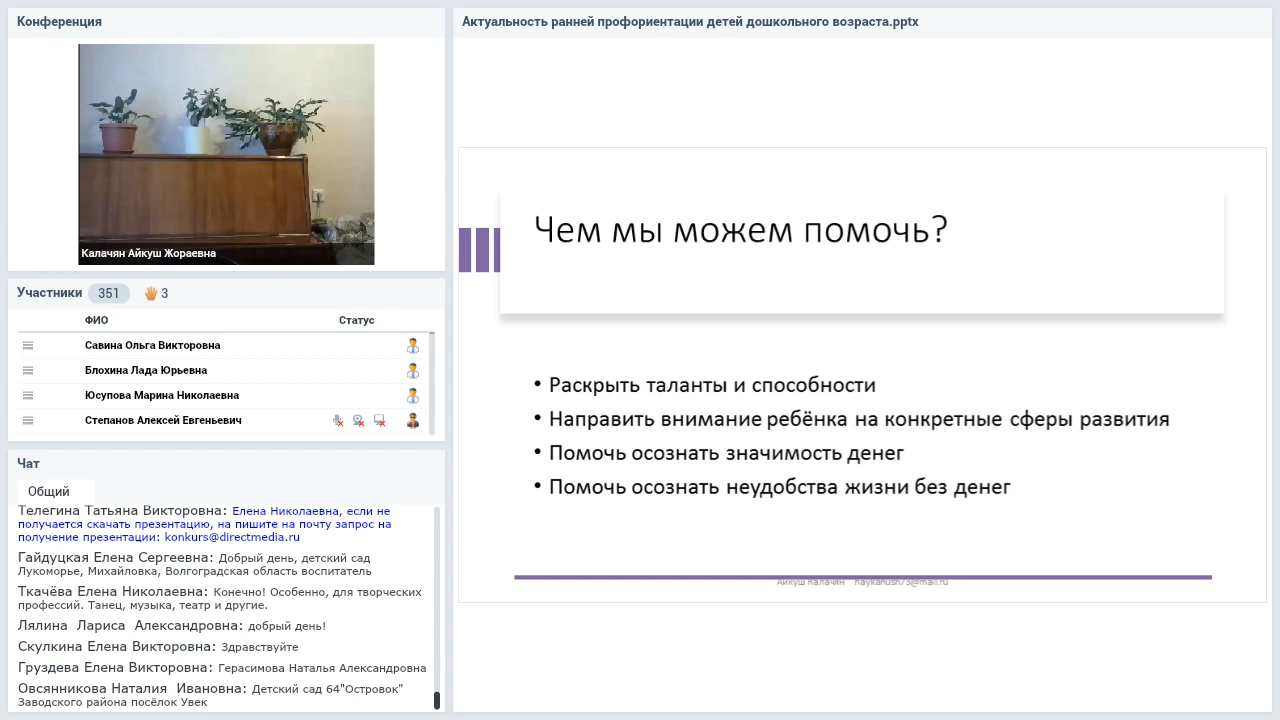 Конференция
Калачян Айкуш Жораевна
Участники 351 3
ФИО Статус
Савина Ольга Викторовна
Блохина Лада Юрьевна
Юсупова Марина Николаевна
Степанов Алексей Евгеньевич
Чат
Общий
Телегина Татьяна Викторовна: Елена Николаевна, если не
получается скачать презентацию, на пишите на почту запрос на
получение презентации: konkurs@directmedia.ru
Гайдуцкая Елена Сергеевна: Добрый день, детский сад
Лукоморье, Михайловка, Волгоградская область воспитатель
Ткачёва Елена Николаевна: Конечно! Особенно, для творческих
профессий. Танец, музыка, театр и другие.
Лялина Лариса Александровна: добрый день!
Скулкина Елена Викторовна: Здравствуйте
Груздева Елена Викторовна: Герасимова Наталья Александровна
Овсянникова Наталия Ивановна: Детский сад 64"Островок"
Заводского района посёлок Увек
Актуальность ранней профориентации детей дошкольного возраста.pptx
Чем мы можем помочь?
• Раскрыть таланты и способности
• Направить внимание ребёнка на конкретные сферы развития
• Помочь осознать значимость денег
• Помочь осознать неудобства жизни без денег
Айкуш Калачян haykanush73@mail.ru